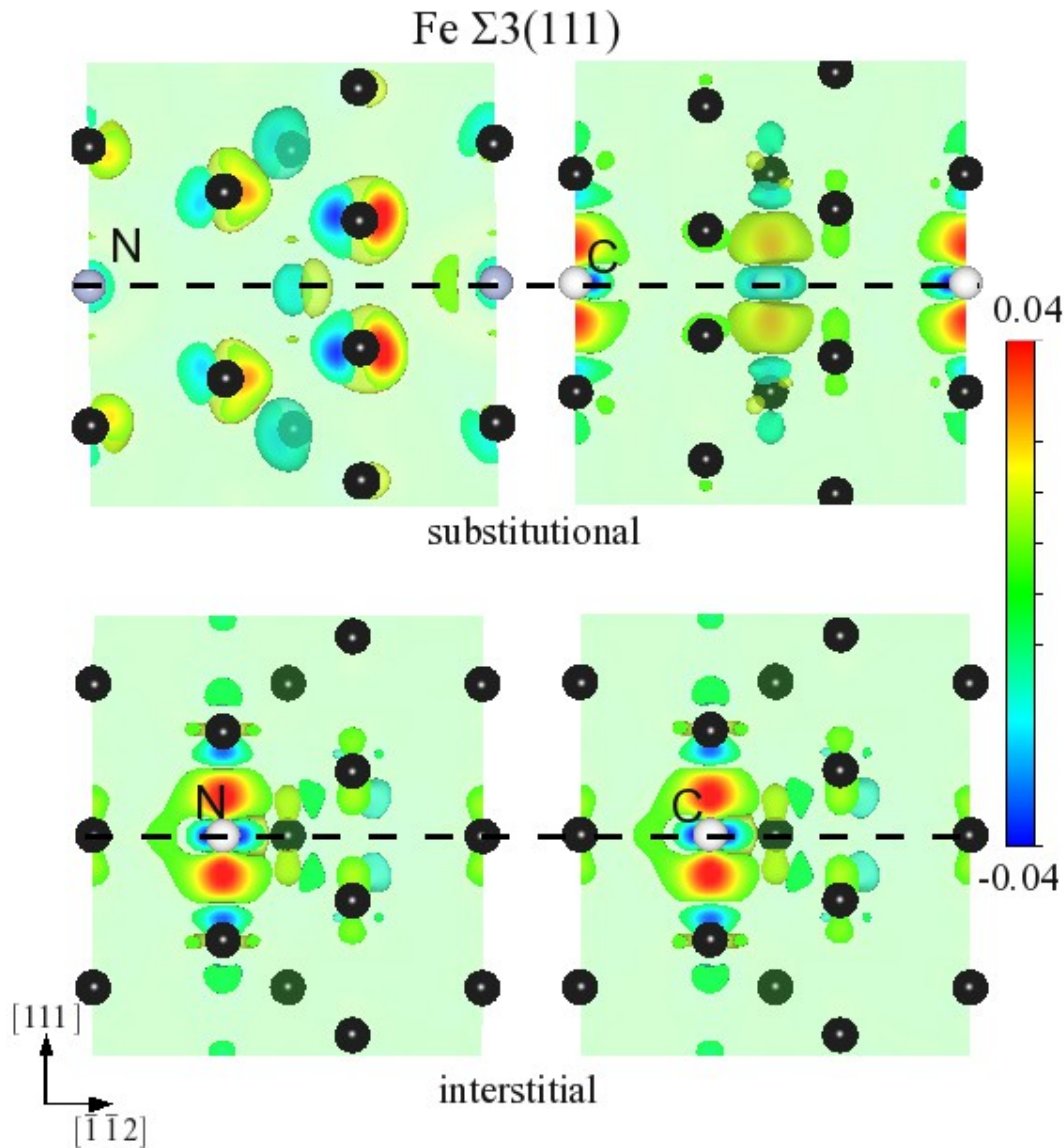 Fe Σ3(111)
N
C
0.04
substitutional
N
C
-0.04
[111]
[1̄1̄2]
interstitial